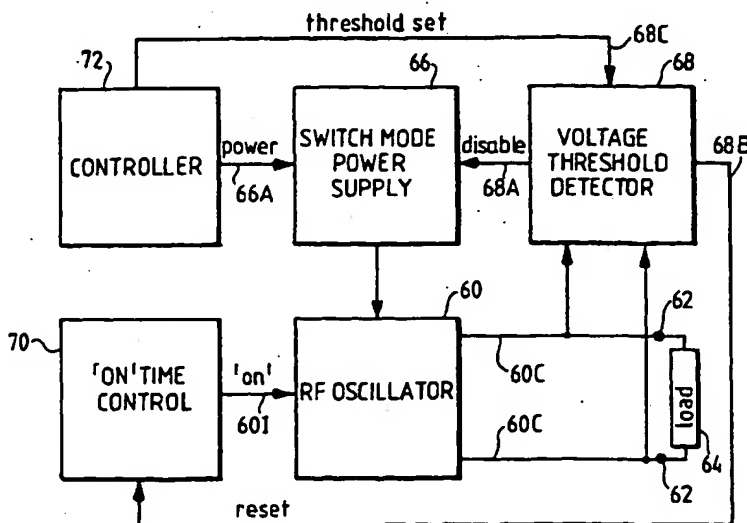 threshold set
68C
72
66
68
CONTROLLER
power
66A
SWITCH MODE
POWER
SUPPLY
disable
68A
VOLTAGE
THRESHOLD
DETECTOR
68B
60
62
70
'ON' TIME
CONTROL
'on'
60I
RF OSCILLATOR
60C
60C
load
64
62
reset